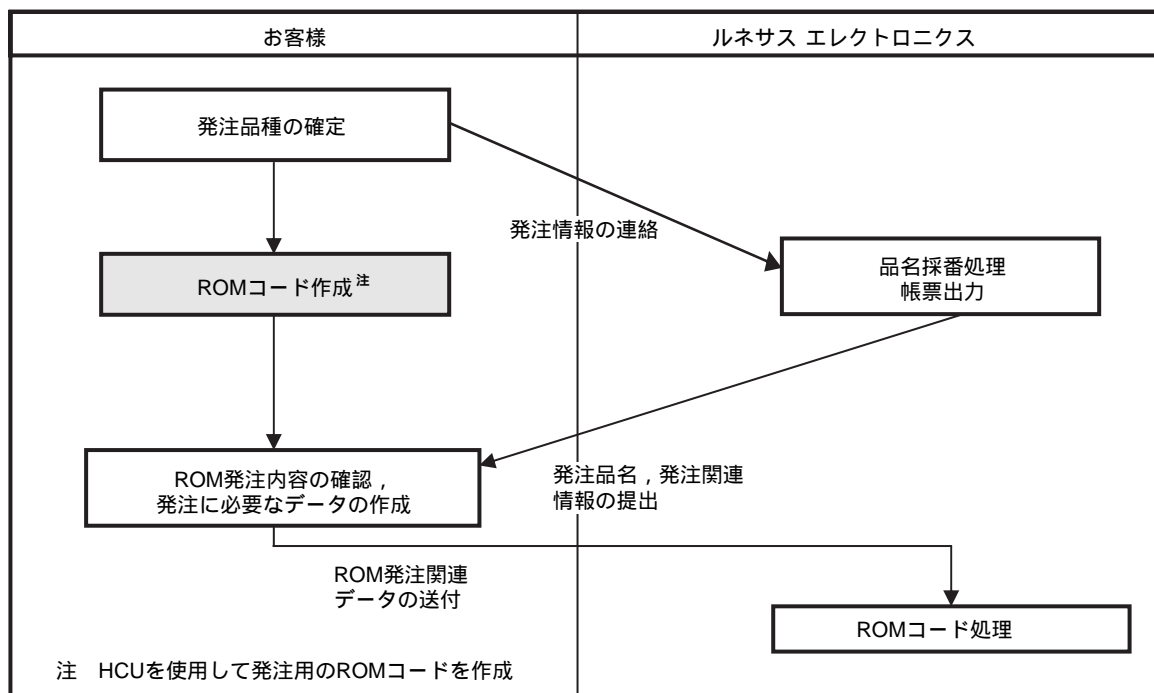 お客様
ルネサス エレクトロニクス
発注品種の確定
発注情報の連絡
品名採番処理
帳票出力
ROMコード作成注
ROM発注内容の確認，
発注に必要なデータの作成
発注品名，発注関連
情報の提出
ROM発注関連
データの送付
ROMコード処理
注　HCUを使用して発注用のROMコードを作成